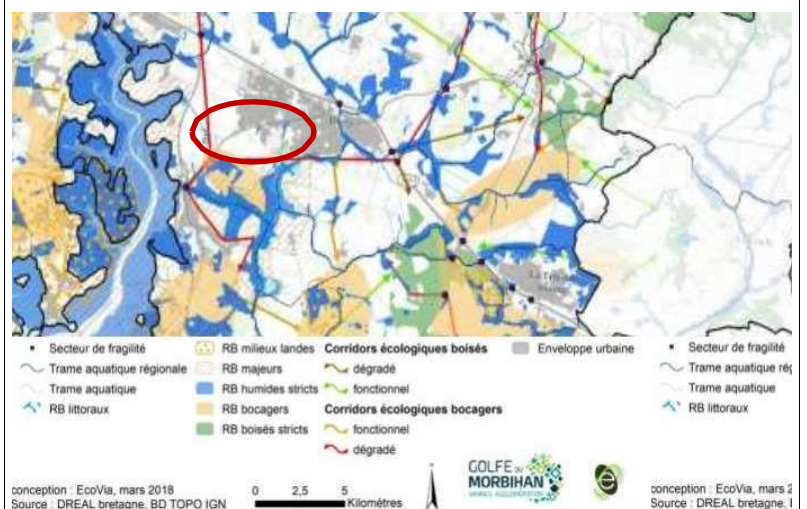 Secteur de fragilité
Trame aquatique régionale
Trame aquatique
RB littoraux
RB milieux landes
RB majeurs
RB humides stricts
RB bocagers
RB boisés stricts
Corridors écologiques boisés
dégradé
fonctionnel
Corridors écologiques bocagers
fonctionnel
dégradé
Enveloppe urbaine
Secteur de fragilité
Trame aquatique rég
Trame aquatique
RB littoraux
conception : EcoVia, mars 2018
Source : DREAL bretagne, BD TOPO IGN
0 2,5 5
Kilomètres
GOLFE DU
MORBIHAN
VANNES AGGLOMÉRATION
e
conception : EcoVia, mars 2
Source : DREAL bretagne,